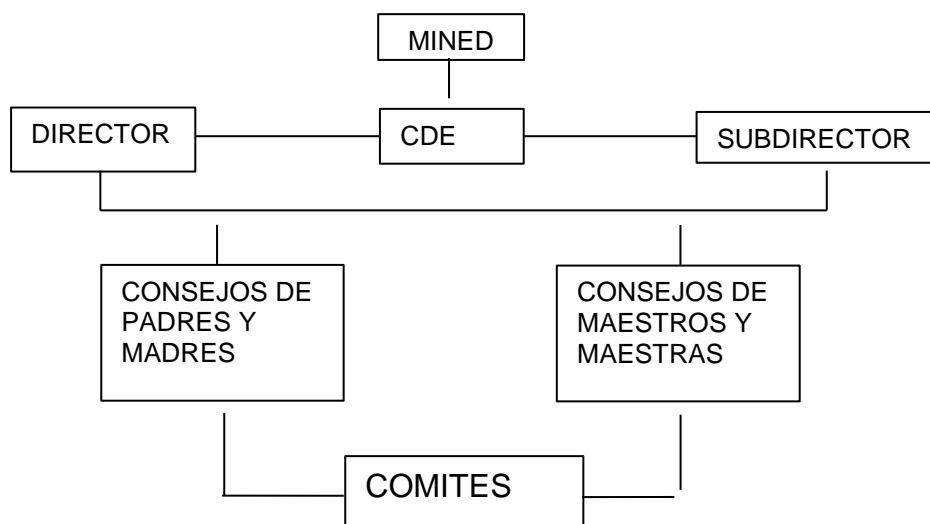 MINED
DIRECTOR
CDE
SUBDIRECTOR
CONSEJOS DE
PADRES Y
MADRES
CONSEJOS DE
MAESTROS Y
MAESTRAS
COMITES